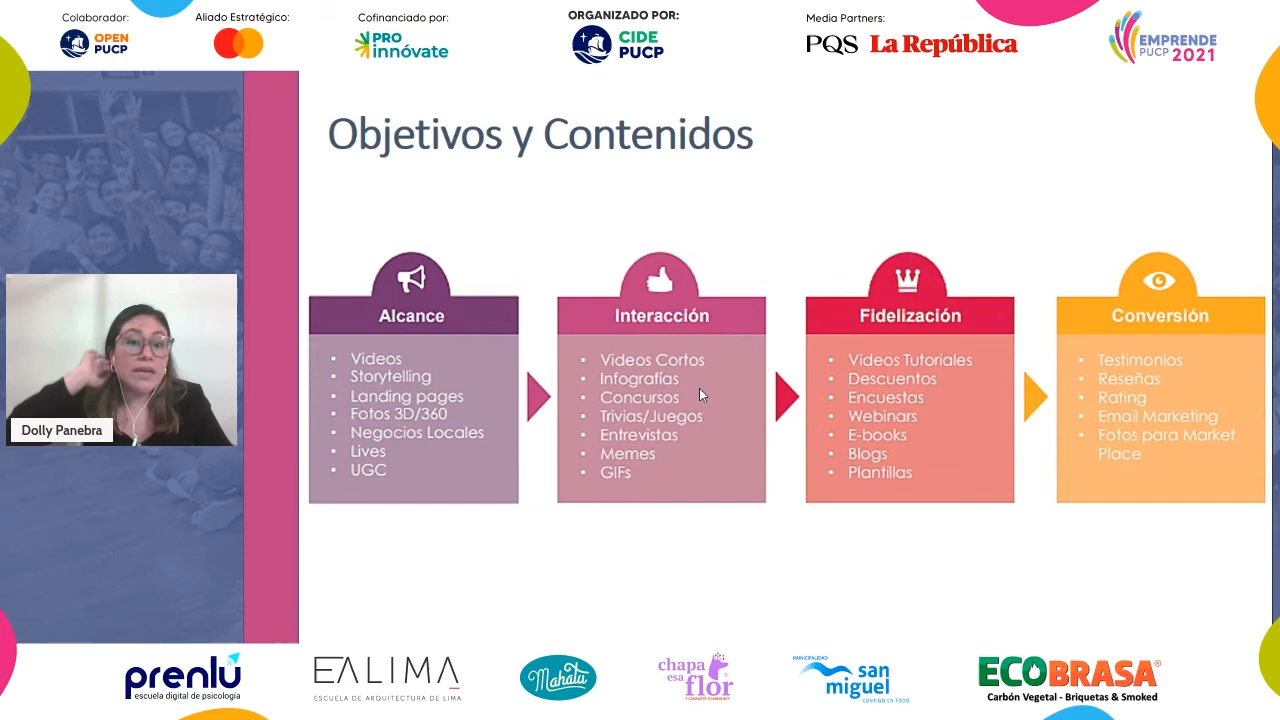 Colaborador:
OPEN
PUCP
Aliado Estratégico:
Cofinanciado por:
PRO
innóvate
ORGANIZADO POR:
CIDE
PUCP
Media Partners:
PQS
La República
EMPRENDE
PUCP
2021
Objetivos y Contenidos
Alcance
• Videos
• Storytelling
• Landing pages
• Fotos 3D/360
• Negocios Locales
• Lives
• UGC
Interacción
• Videos Cortos
• Infografías
• Concursos
• Trivias/Juegos
• Entrevistas
• Memes
• GIFs
Fidelización
• Videos Tutoriales
• Descuentos
• Encuestas
• Webinars
• E-books
• Blogs
• Plantillas
Conversión
• Testimonios
• Reseñas
• Rating
• Email Marketing
• Fotos para Market
Place
Dolly Panebra
prenlu
escuela digital de psicología
EALIMA
ESCUELA DE ARQUITECTURA DE LIMA
Mahatu
chapa
esa
flor
MUNICIPALIDAD
san
miguel
CONTIGO EN TODO
ECOBRASA®
Carbón Vegetal - Briquetas & Smoked